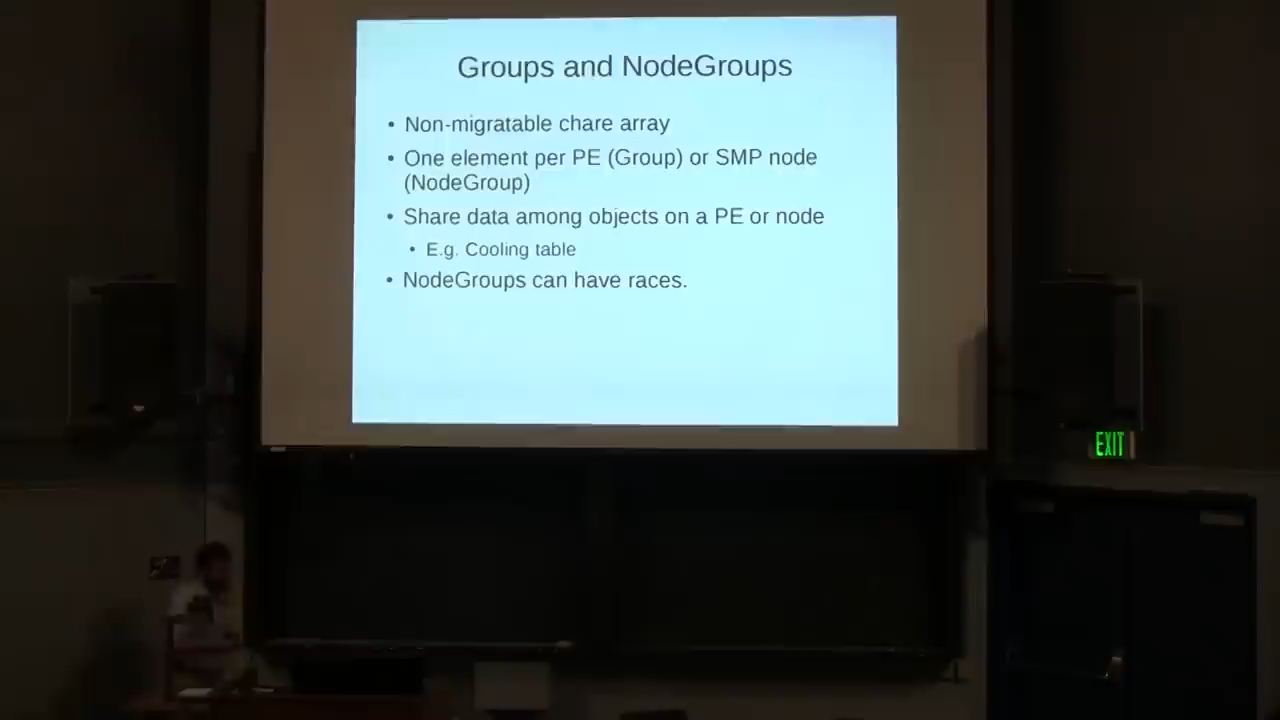 Groups and NodeGroups
• Non-migratable chare array
• One element per PE (Group) or SMP node
(NodeGroup)
• Share data among objects on a PE or node
• E.g. Cooling table
• NodeGroups can have races.
EXIT